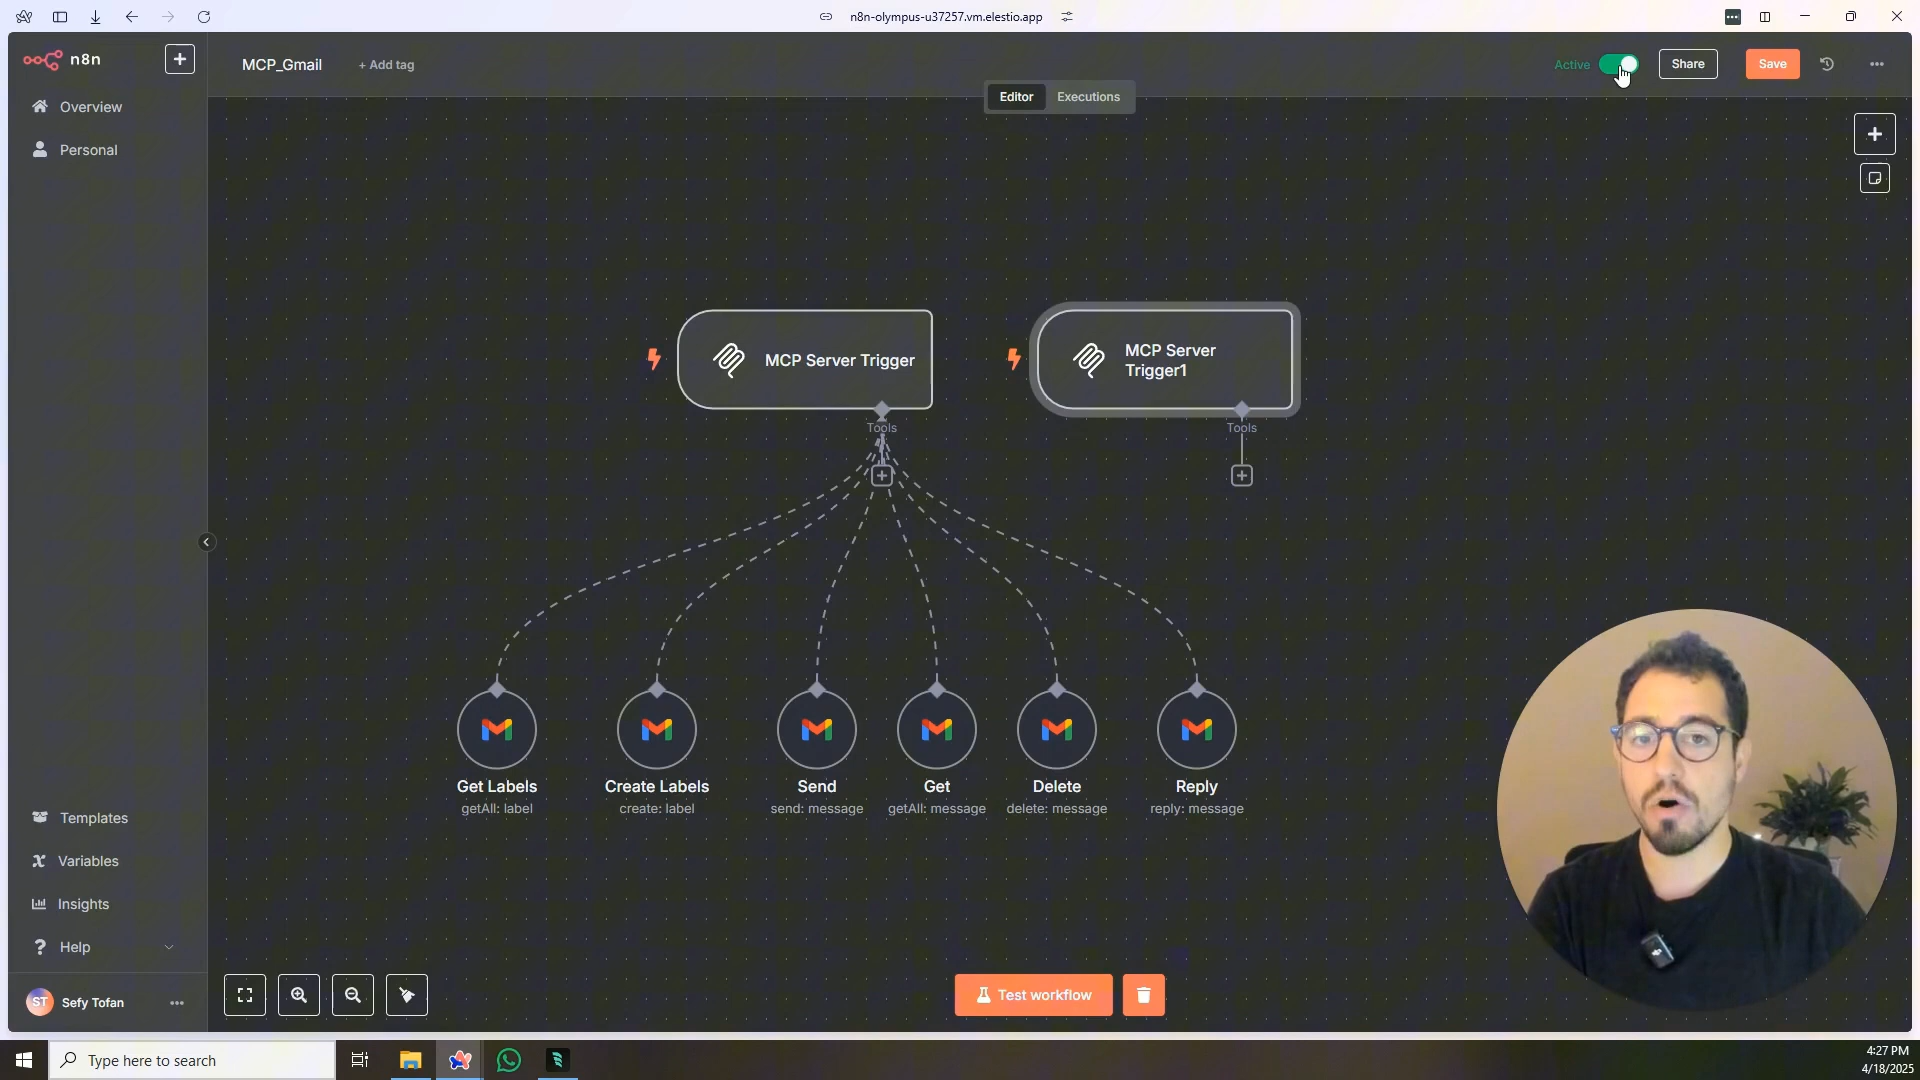 n8n-olympus-u37257.vm.elestio.app
n8n
Overview
Personal
MCP_Gmail
+ Add tag
Active
Share
Save
Editor
Executions
MCP Server Trigger
Tools
MCP Server
Trigger1
Tools
Get Labels
getAll: label
Create Labels
create: label
Send
send: message
Get
getAll: message
Delete
delete: message
Reply
reply: message
Templates
Variables
Insights
? Help
ST
Sefy Tofan
Test workflow
Type here to search
4:27 PM
4/18/2025